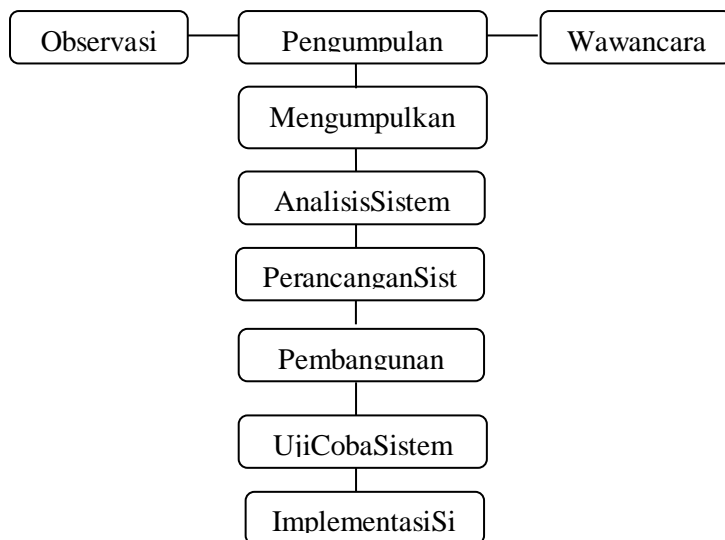 Observasi
Pengumpulan
Wawancara
Mengumpulkan
AnalisisSistem
PerancanganSist
Pembangunan
UjiCobaSistem
ImplementasiSi